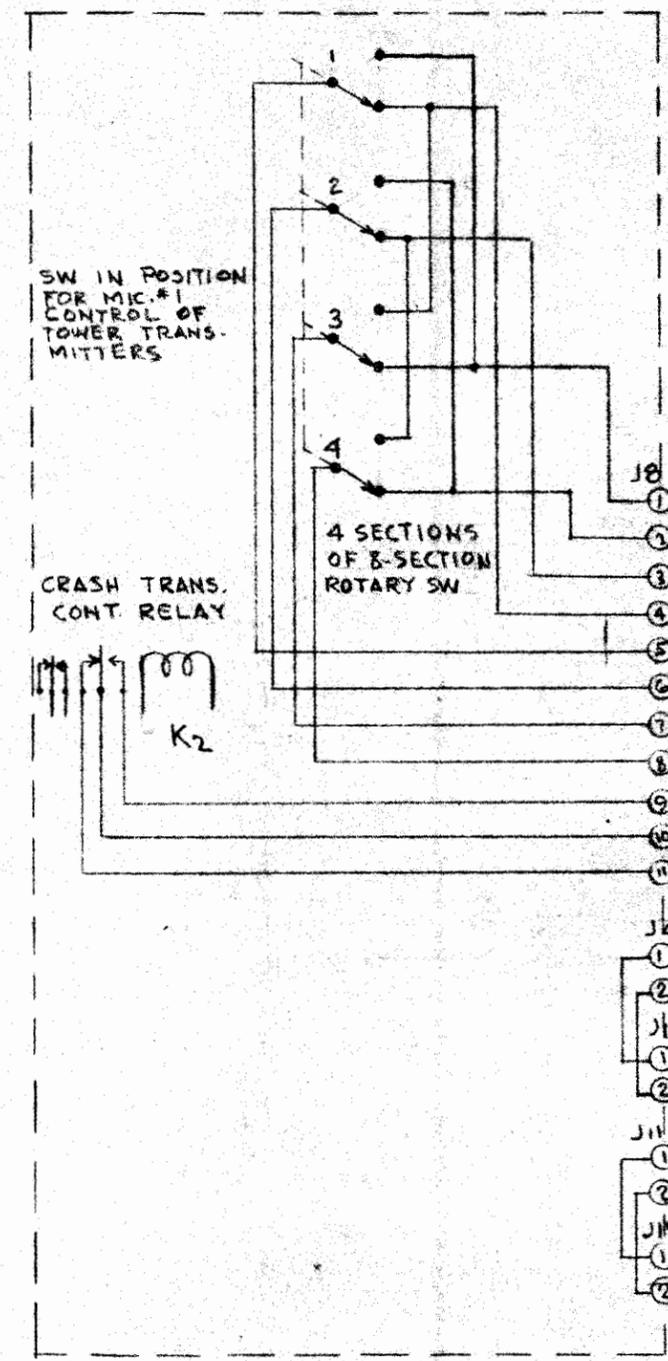 1
2
SW IN POSITION
FOR MIC.#1
CONTROL OF
TOWER TRANS-
MITTERS
3
4
J8
1
4 SECTIONS
OF 8-SECTION
ROTARY SW
2
3
CRASH TRANS.
CONT. RELAY
4
5
6
K2
7
8
9
10
11
1
2
1
2
J11
1
2
1
2